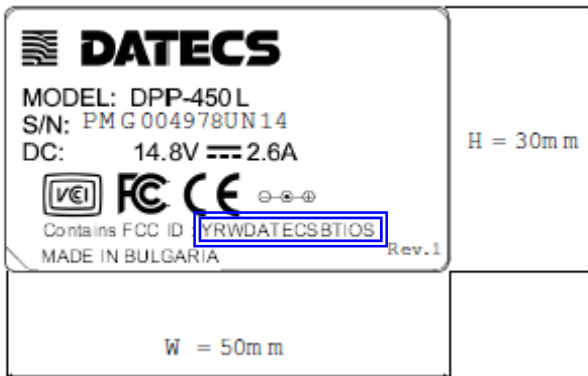 DATECS
MODEL: DPP-450 L
S/N: PMG004978UN14
DC: 14.8V 2.6A
VCI FC CE
Contains FCC ID : YRWDATECSBTIOS
MADE IN BULGARIA Rev.1
H = 30mm
W = 50mm